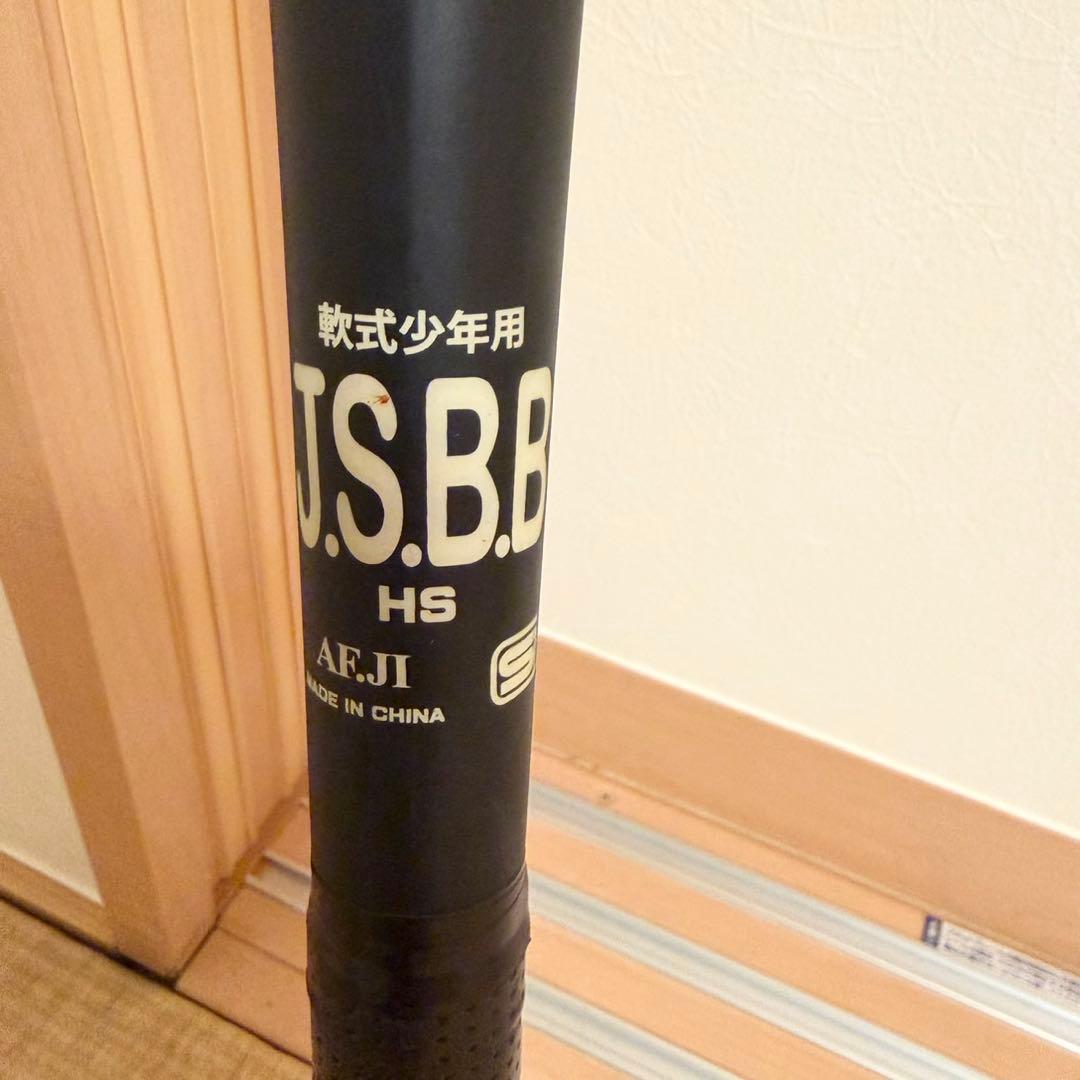 軟式少年用
J.S.B.B
HS
AF.JI
MADE IN CHINA